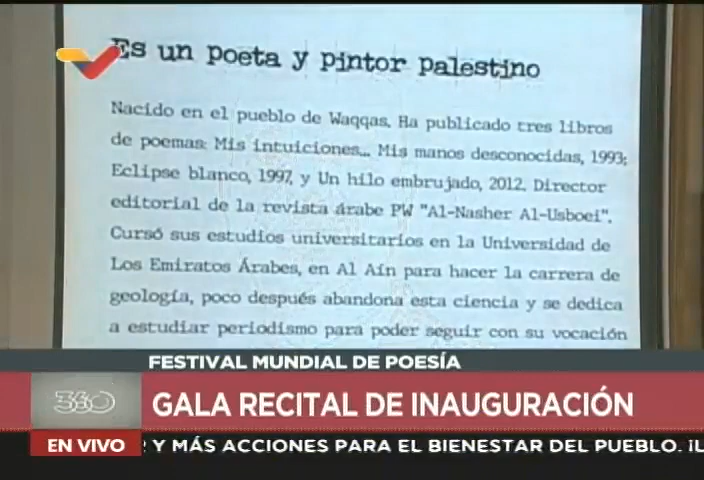 Es un poeta y pintor palestino
Nacido en el pueblo de Waqqas. Ha publicado tres libros
de poemas: Mis intuiciones... Mis manos desconocidas, 1993;
Eclipse blanco, 1997, y Un hilo embrujado, 2012. Director
editorial de la revista árabe PW "Al-Nasher Al-Usboei".
Cursó sus estudios universitarios en la Universidad de
Los Emiratos Árabes, en Al Aín para hacer la carrera de
geología, poco después abandona esta ciencia y se dedica
a estudiar periodismo para poder seguir con su vocación
FESTIVAL MUNDIAL DE POESÍA
360
GALA RECITAL DE INAUGURACIÓN
EN VIVO
Y MÁS ACCIONES PARA EL BIENESTAR DEL PUEBLO.